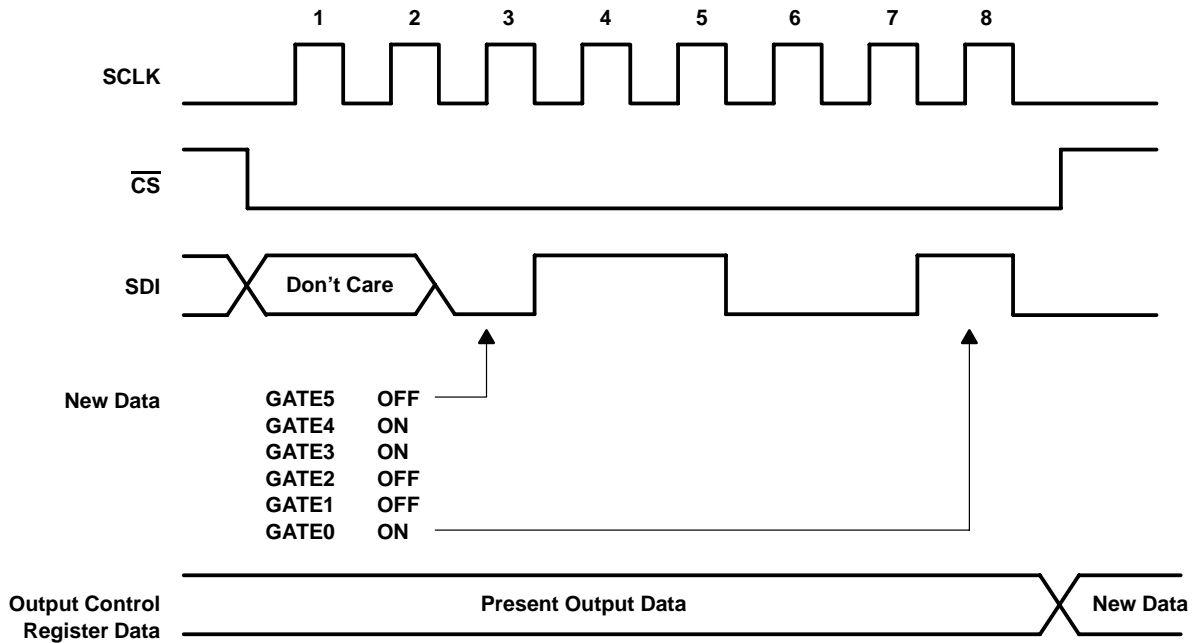 1 2 3 4 5 6 7 8
SCLK
CS
SDI
Don't Care
New Data
GATE5 OFF
GATE4 ON
GATE3 ON
GATE2 OFF
GATE1 OFF
GATE0 ON
Output Control
Register Data
Present Output Data
New Data